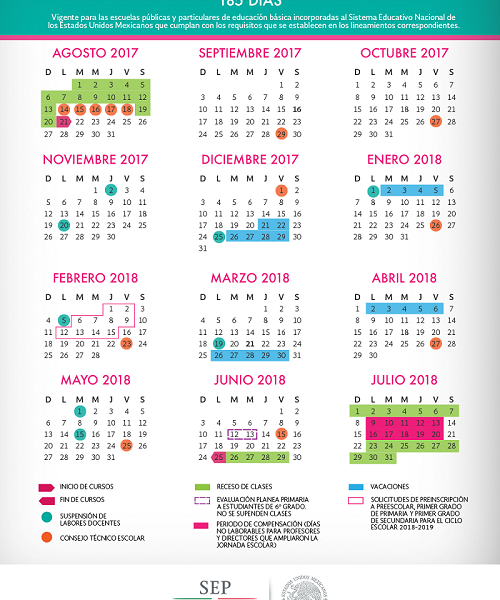 185 DÍAS
Vigente para las escuelas públicas y particulares de educación básica incorporadas al Sistema Educativo Nacional de
los Estados Unidos Mexicanos que cumplan con los requisitos que se establecen en los lineamientos correspondientes.
AGOSTO 2017
D L M M J V S
1 2 3 4 5
6 7 8 9 10 11 12
13 14 15 16 17 18 19
20 21 22 23 24 25 26
27 28 29 30 31
SEPTIEMBRE 2017
D L M M J V S
1 2
3 4 5 6 7 8 9
10 11 12 13 14 15 16
17 18 19 20 21 22 23
24 25 26 27 28 29 30
OCTUBRE 2017
D L M M J V S
1 2 3 4 5 6 7
8 9 10 11 12 13 14
15 16 17 18 19 20 21
22 23 24 25 26 27 28
29 30 31
NOVIEMBRE 2017
D L M M J V S
1 2 3 4
5 6 7 8 9 10 11
12 13 14 15 16 17 18
19 20 21 22 23 24 25
26 27 28 29 30
DICIEMBRE 2017
D L M M J V S
1 2
3 4 5 6 7 8 9
10 11 12 13 14 15 16
17 18 19 20 21 22 23
24 25 26 27 28 29 30
31
ENERO 2018
D L M M J V S
1 2 3 4 5 6
7 8 9 10 11 12 13
14 15 16 17 18 19 20
21 22 23 24 25 26 27
28 29 30 31
FEBRERO 2018
D L M M J V S
1 2 3
4 5 6 7 8 9 10
11 12 13 14 15 16 17
18 19 20 21 22 23 24
25 26 27 28
MARZO 2018
D L M M J V S
1 2 3
4 5 6 7 8 9 10
11 12 13 14 15 16 17
18 19 20 21 22 23 24
25 26 27 28 29 30 31
ABRIL 2018
D L M M J V S
1 2 3 4 5 6 7
8 9 10 11 12 13 14
15 16 17 18 19 20 21
22 23 24 25 26 27 28
29 30
MAYO 2018
D L M M J V S
1 2 3 4 5
6 7 8 9 10 11 12
13 14 15 16 17 18 19
20 21 22 23 24 25 26
27 28 29 30 31
JUNIO 2018
D L M M J V S
1 2
3 4 5 6 7 8 9
10 11 12 13 14 15 16
17 18 19 20 21 22 23
24 25 26 27 28 29 30
JULIO 2018
D L M M J V S
1 2 3 4 5 6 7
8 9 10 11 12 13 14
15 16 17 18 19 20 21
22 23 24 25 26 27 28
29 30 31
INICIO DE CURSOS
FIN DE CURSOS
SUSPENSIÓN DE
LABORES DOCENTES
CONSEJO TÉCNICO ESCOLAR
RECESO DE CLASES
EVALUACIÓN PLANEA PRIMARIA
A ESTUDIANTES DE 6º GRADO.
NO SE SUSPENDEN CLASES
PERIODO DE COMPENSACIÓN (DÍAS
NO LABORABLES PARA PROFESORES
Y DIRECTORES QUE AMPLIARON LA
JORNADA ESCOLAR)
VACACIONES
SOLICITUDES DE PREINSCRIPCIÓN
A PREESCOLAR, PRIMER GRADO
DE PRIMARIA Y PRIMER GRADO
DE SECUNDARIA PARA EL CICLO
ESCOLAR 2018-2019
SEP